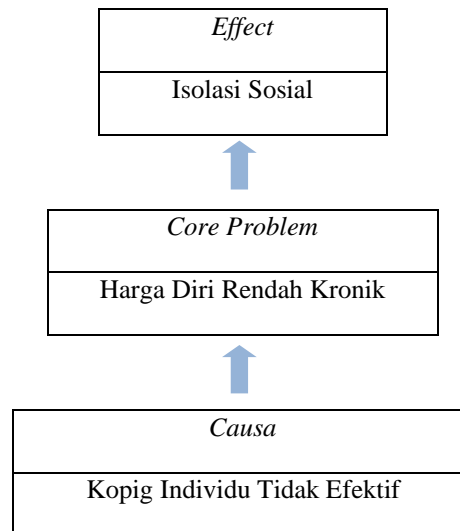 Effect
Isolasi Sosial
Core Problem
Harga Diri Rendah Kronik
Causa
Kopig Individu Tidak Efektif